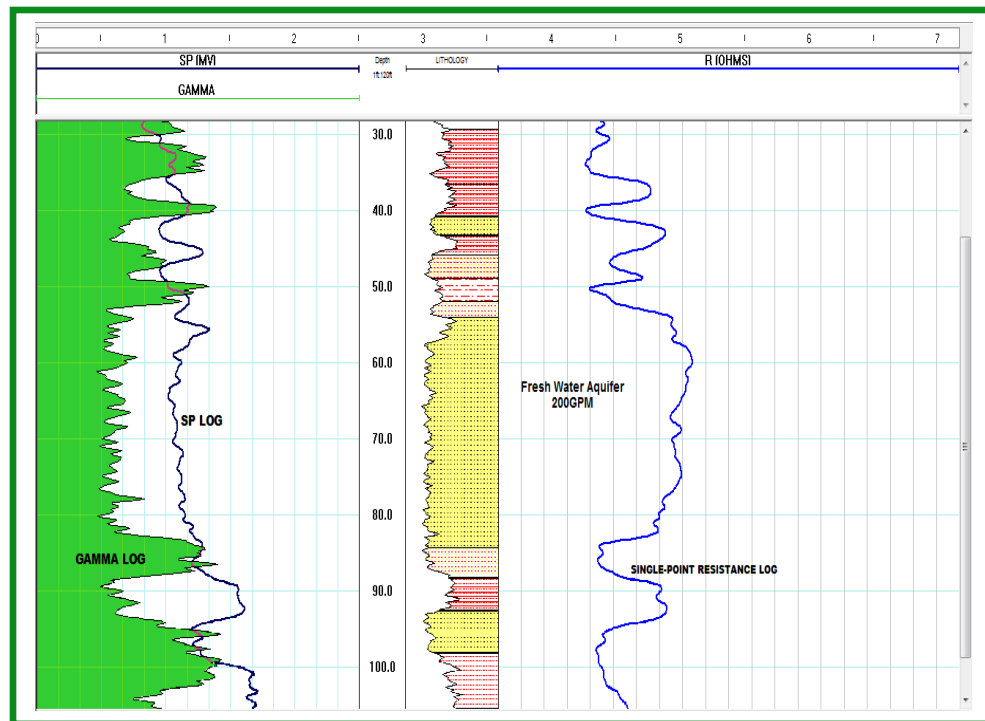 0 1 2 3 4 5 6 7
SP (MV) Depth LITHOLOGY R (OHMS)
1ft:120ft
GAMMA
30.0
40.0
50.0
60.0
Fresh Water Aquifer
200GPM
SP LOG
70.0
80.0
GAMMA LOG
SINGLE-POINT RESISTANCE LOG
90.0
100.0